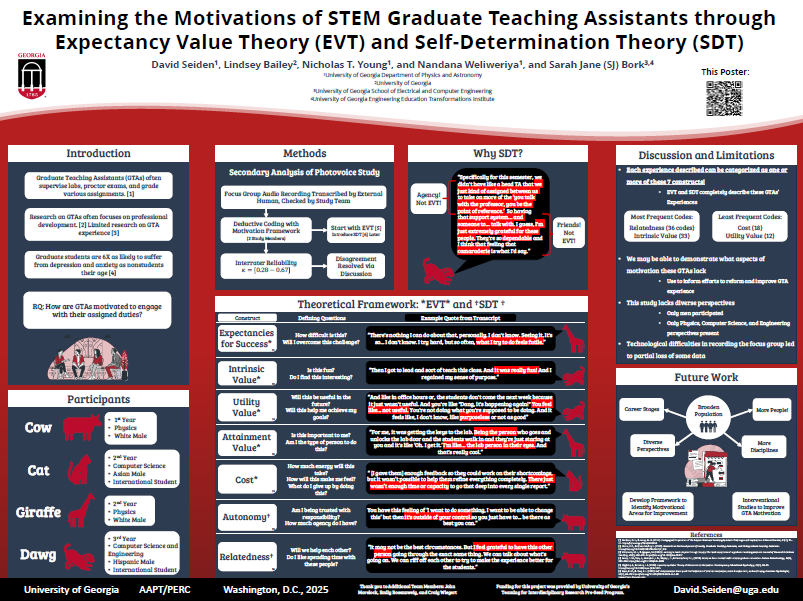 Examining the Motivations of STEM Graduate Teaching Assistants through
Expectancy Value Theory (EVT) and Self-Determination Theory (SDT)
David Seiden¹, Lindsey Bailey², Nicholas T. Young¹, and Nandana Weliweriya¹, and Sarah Jane (SJ) Bork³,⁴
¹University of Georgia Department of Physics and Astronomy
²University of Georgia
³University of Georgia School of Electrical and Computer Engineering
⁴University of Georgia Engineering Education Transformations Institute
GEORGIA
1785
This Poster:
Introduction
Graduate Teaching Assistants (GTAs) often
supervise labs, proctor exams, and grade
various assignments. [1]
Research on GTAs often focuses on professional
development. [2] Limited research on GTA
experience [3]
Graduate students are 6X as likely to suffer
from depression and anxiety as nonstudents
their age [4]
RQ: How are GTAs motivated to engage
with their assigned duties?
Participants
Cow
• 1st Year
• Physics
• White Male
Cat
• 2nd Year
• Computer Science
• Asian Male
• International Student
Giraffe
• 2nd Year
• Physics
• White Male
Dawg
• 3rd Year
• Computer Science and
Engineering
• Hispanic Male
• International Student
Methods
Secondary Analysis of Photovoice Study
Focus Group Audio Recording Transcribed by External
Human, Checked by Study Team
Deductive Coding with
Motivation Framework
(2 Study Members)
Start with EVT [5]
Introduce SDT [6] Later
Interrater Reliability
κ = [0.28 − 0.67]
Disagreement
Resolved via
Discussion
Why SDT?
Agency!
Not EVT!
"Specifically for this semester, we
didn't have like a head TA that we
just kind of assigned between us
to take on more of the 'you talk
with the professor, you be the
point of reference.' So having
that support system... and
someone to... talk with. I guess, I'm
just extremely grateful for these
people. They're so dependable and
I think that feeling that
camaraderie is what I'd say."
Friends!
Not
EVT!
Theoretical Framework: *EVT* and †SDT †
Construct
Defining Questions
Example Quote from Transcript
Expectancies
for Success*
How difficult is this?
Will I overcome this challenge?
"There's nothing I can do about that, personally. I don't know. Seeing it. It's
so... I don't know. I try hard, but so often, what I try to do feels futile."
Intrinsic
Value*
Is this fun?
Do I find this interesting?
"Then I got to lead and sort of teach this class. And it was really fun! And I
regained my sense of purpose."
Utility
Value*
Will this be useful in the
future?
Will this help me achieve my
goals?
"And like in office hours or, the students don't come the next week because
it just wasn't useful. And you're like "Dang, it's happening again!" You feel
like... not useful. You're not doing what you're supposed to be doing. And it
feels like, I don't know, like purposeless or not as good"
Attainment
Value*
Is this important to me?
Am I the type of person to do
this?
"For me, it was getting the keys to the lab. Being the person who goes and
unlocks the lab door and the students walk in and they're just staring at
you and it's like 'Oh. I get it. I'm like... the lab person in their eyes. And
that's really cool."
Cost*
How much energy will this
take?
How will this make me feel?
What do I give up by doing
this?
"[I gave them] enough feedback so they could work on their shortcomings,
but it wasn't possible to help them refine everything completely. There just
wasn't enough time or capacity to go that deep into every single report."
Autonomy†
Am I being trusted with
responsibility?
How much agency do I have?
You have this feeling of 'I want to do something, I want to be able to change
this' but then it's outside of your control so you just have to... be there as
best you can."
Relatedness†
Will we help each other?
Do I like spending time with
these people?
"It may not be the best circumstances. But I feel grateful to have this other
person going through the exact same thing. We can talk about what's
going on. We can riff off each other to try to make the experience better for
the students."
Discussion and Limitations
• Each experience described can be categorized as one or
more of these 7 constructs!
• EVT and SDT completely describe these GTAs'
Experiences
Most Frequent Codes:
Relatedness (36 codes)
Intrinsic Value (33)
Least Frequent Codes:
Cost (18)
Utility Value (12)
• We may be able to demonstrate what aspects of
motivation these GTAs lack
• Use to inform efforts to reform and improve GTA
experience
• This study lacks diverse perspectives
• Only men participated
• Only Physics, Computer Science, and Engineering
perspectives present
• Technological difficulties in recording the focus group led
to partial loss of some data
Future Work
Career Stages
Broaden
Population
More People!
Diverse
Perspectives
More
Disciplines
Develop Framework to
Identify Motivational
Areas for Improvement
Interventional
Studies to Improve
GTA Motivation
References
University of Georgia
AAPT/PERC
Washington, D.C., 2025
Thank you to Additional Team Members: John
Morelock, Emily Rosenzweig, and Craig Wiegert
Funding for this project were provided by University of Georgia's
Teaming for Interdisciplinary Research Pre-Seed Program.
David.Seiden@uga.edu